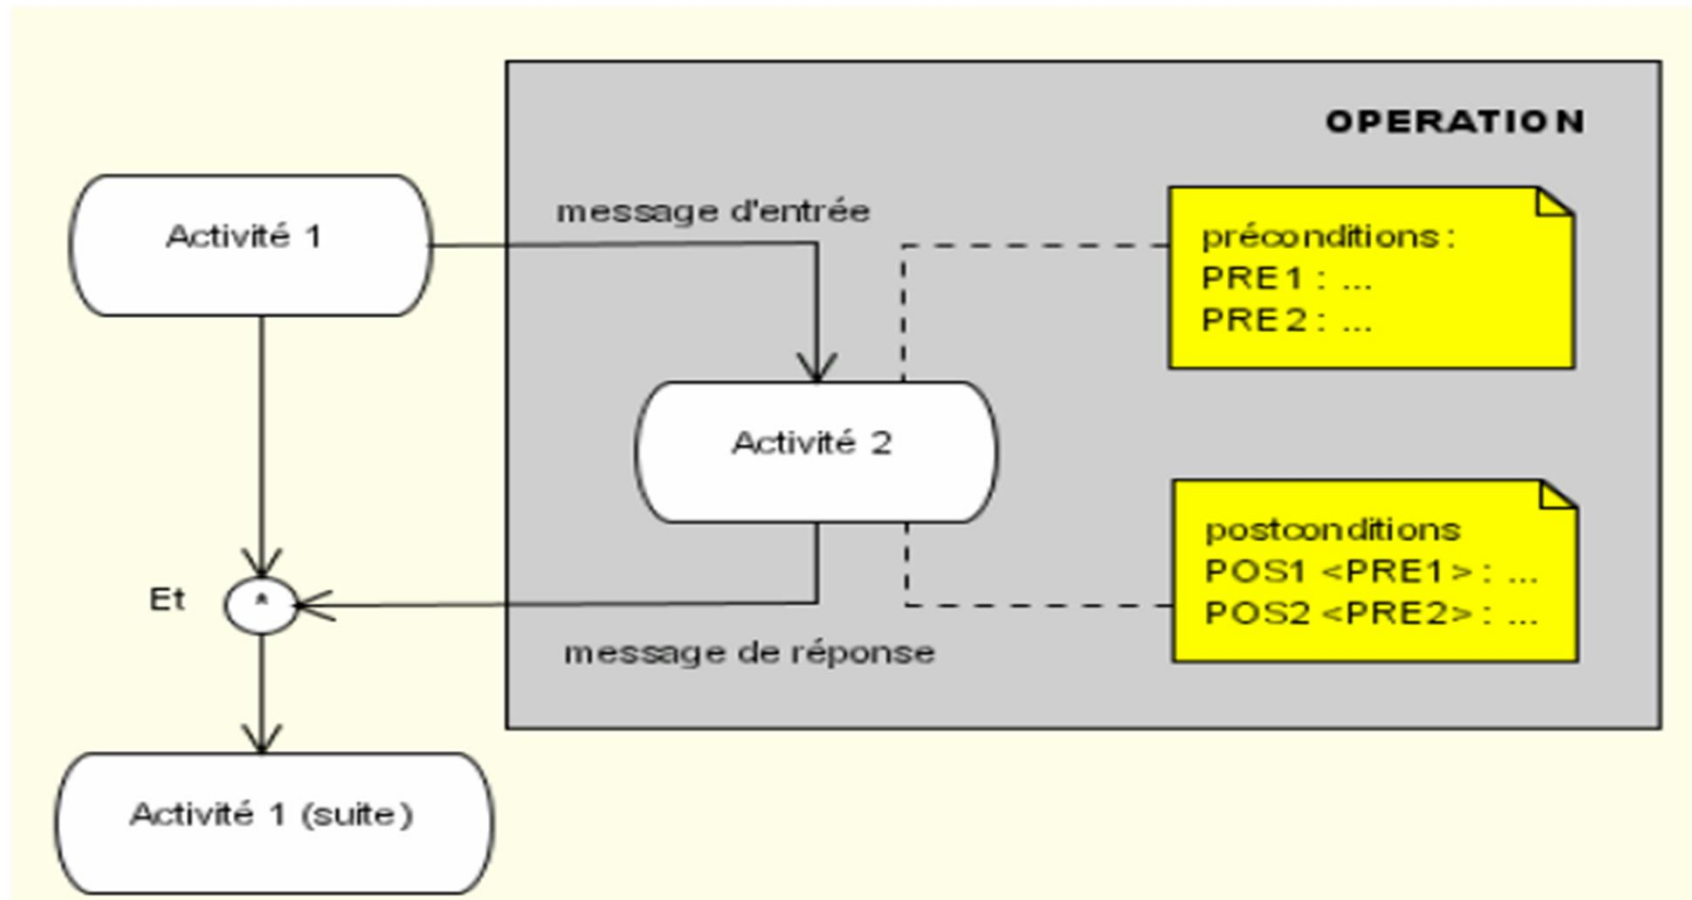 OPERATION
Activité 1
message d'entrée
préconditions :
PRE1 : ...
PRE2 : ...
Activité 2
postconditions
POS1 <PRE1> : ...
POS2 <PRE2> : ...
Et
*
message de réponse
Activité 1 (suite)